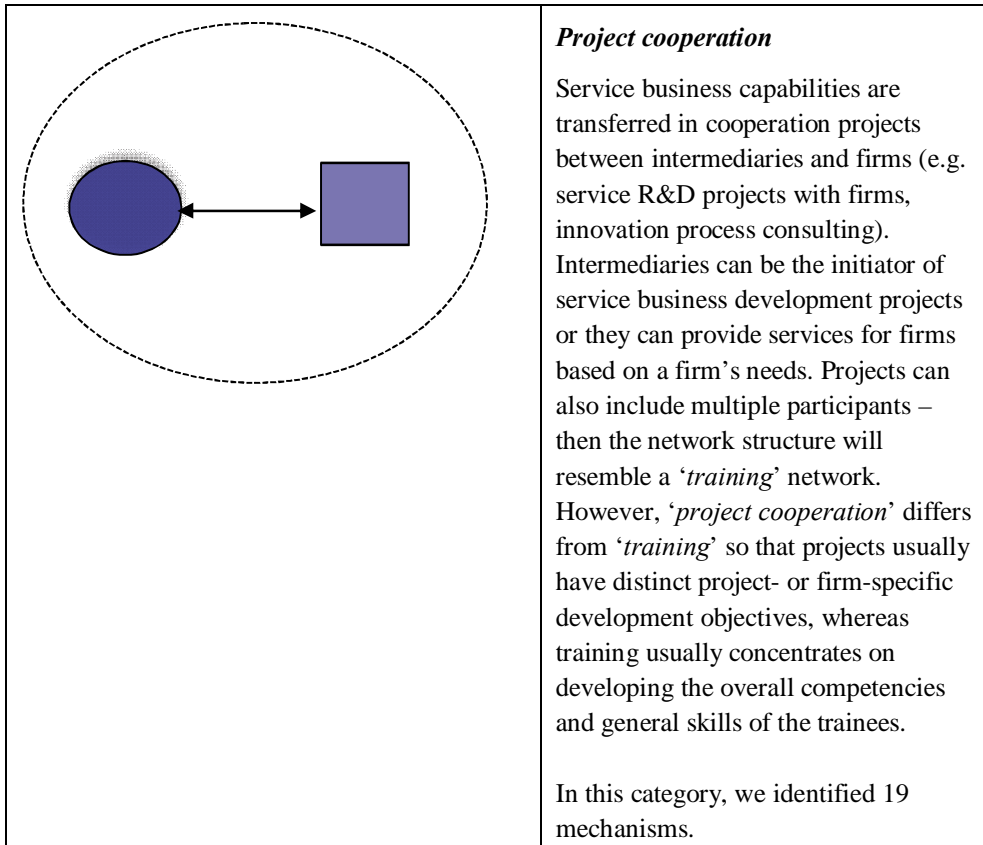 Project cooperation
Service business capabilities are
transferred in cooperation projects
between intermediaries and firms (e.g.
service R&D projects with firms,
innovation process consulting).
Intermediaries can be the initiator of
service business development projects
or they can provide services for firms
based on a firm’s needs. Projects can
also include multiple participants –
then the network structure will
resemble a ‘training’ network.
However, ‘project cooperation’ differs
from ‘training’ so that projects usually
have distinct project- or firm-specific
development objectives, whereas
training usually concentrates on
developing the overall competencies
and general skills of the trainees.
In this category, we identified 19
mechanisms.